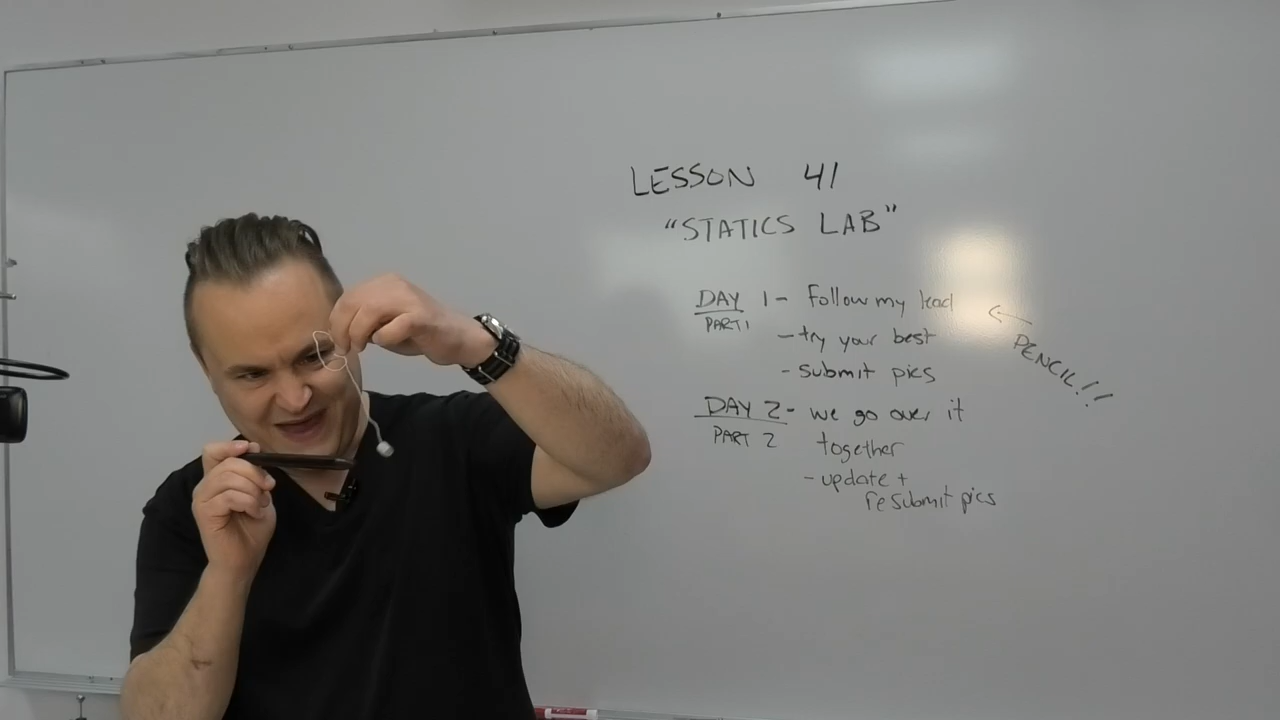 LESSON 41
"STATICS LAB"
DAY 1 - Follow my lead
PART 1
- try your best
- submit pics
← PENCIL!!
DAY 2 - we go over it
PART 2 together
- update +
resubmit pics